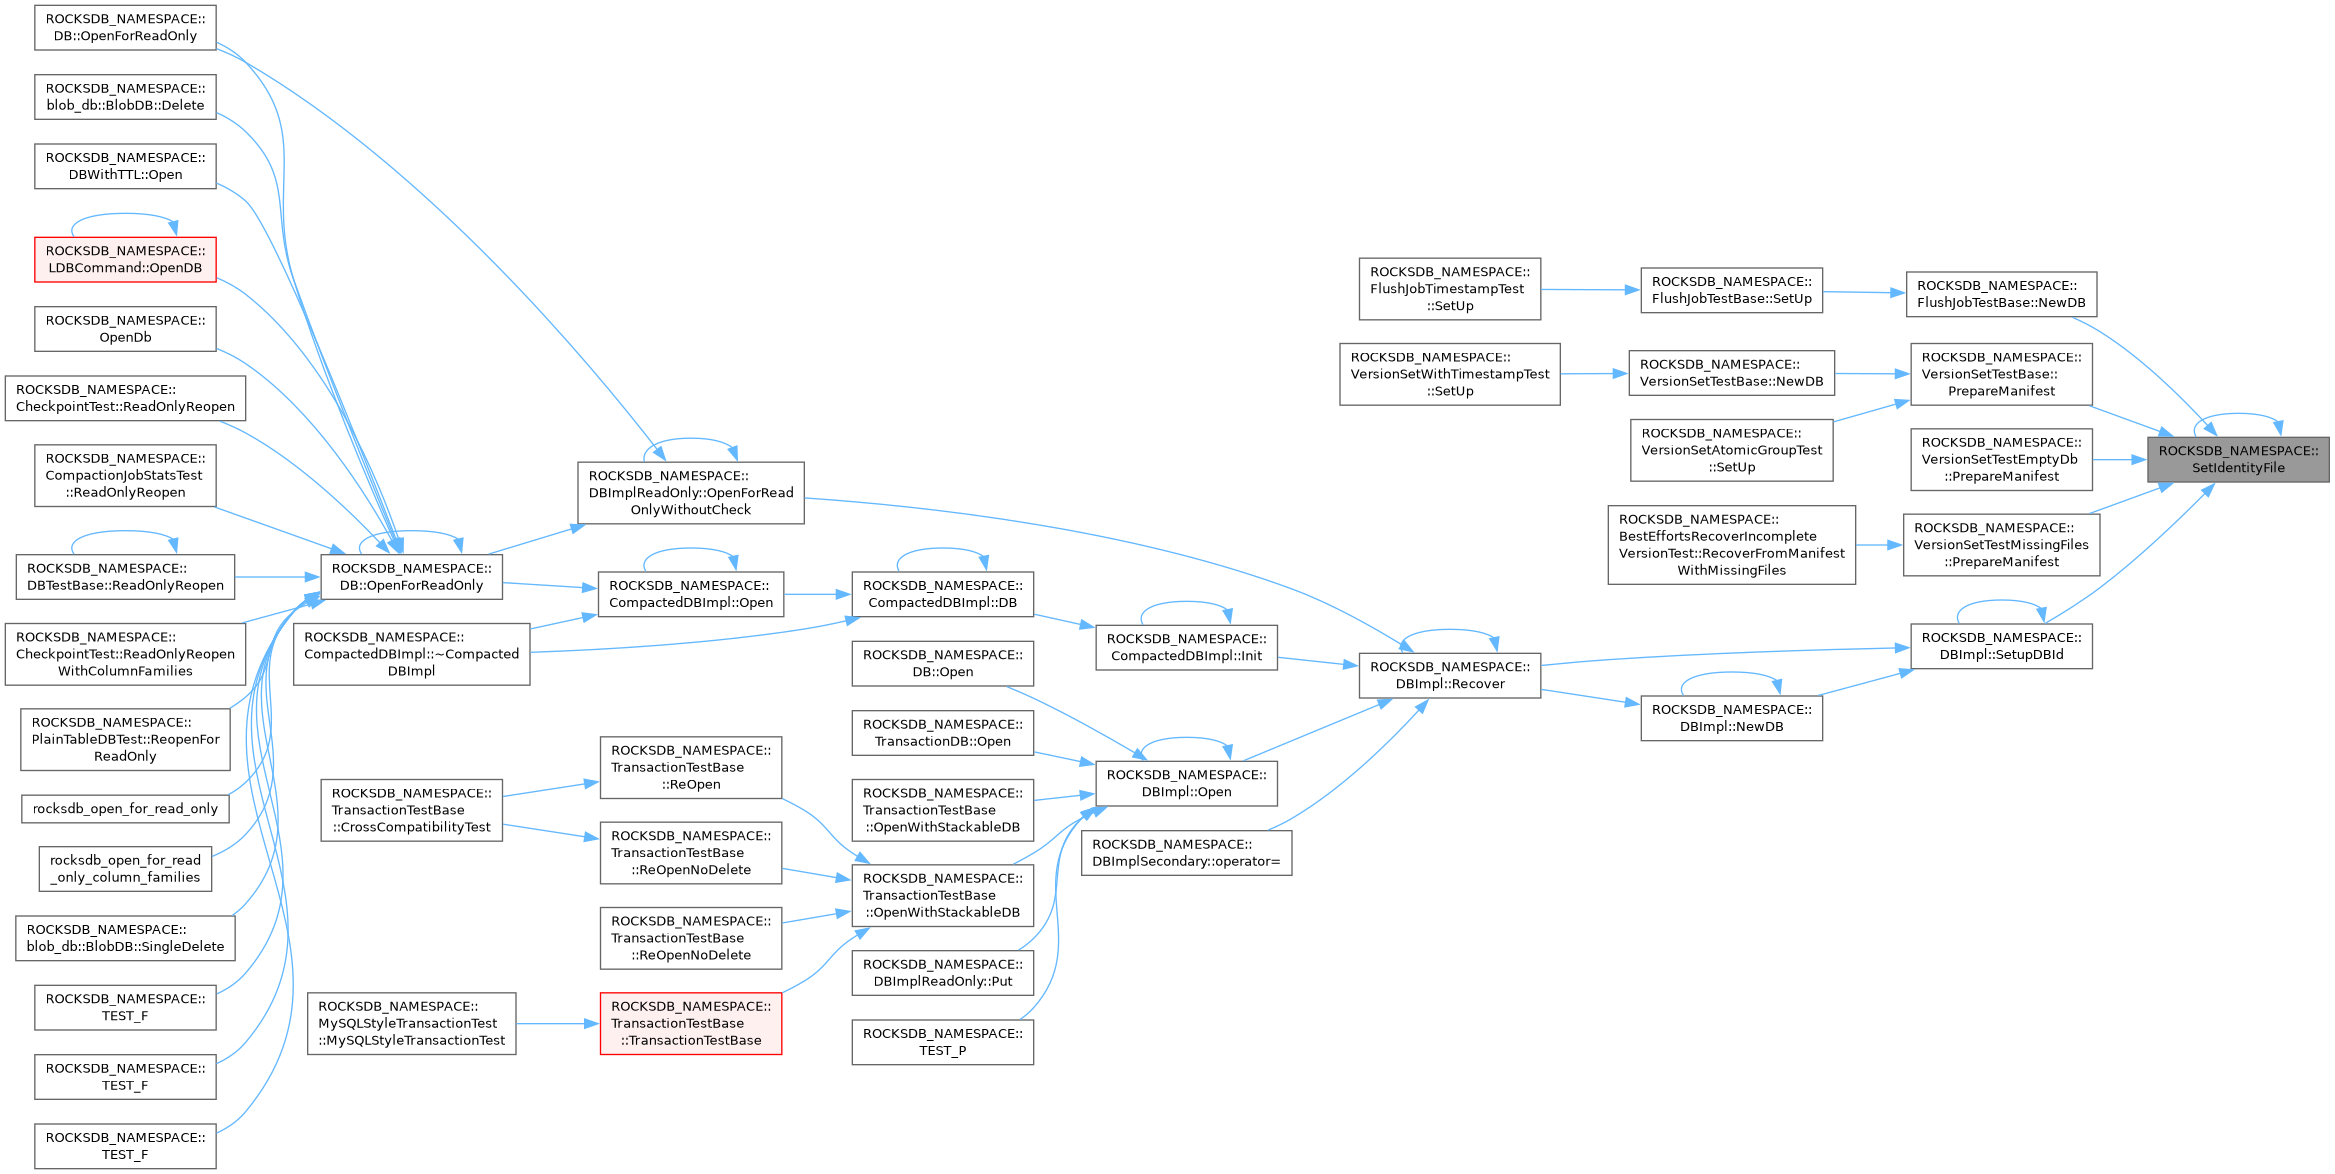 ROCKSDB_NAMESPACE::
DB::OpenForReadOnly
ROCKSDB_NAMESPACE::
blob_db::BlobDB::Delete
ROCKSDB_NAMESPACE::
DBWithTTL::Open
ROCKSDB_NAMESPACE::
LDBCommand::OpenDB
ROCKSDB_NAMESPACE::
OpenDb
ROCKSDB_NAMESPACE::
CheckpointTest::ReadOnlyReopen
ROCKSDB_NAMESPACE::
CompactionJobStatsTest
::ReadOnlyReopen
ROCKSDB_NAMESPACE::
DBTestBase::ReadOnlyReopen
ROCKSDB_NAMESPACE::
CheckpointTest::ReadOnlyReopen
WithColumnFamilies
ROCKSDB_NAMESPACE::
PlainTableDBTest::ReopenFor
ReadOnly
rocksdb_open_for_read_only
rocksdb_open_for_read
_only_column_families
ROCKSDB_NAMESPACE::
blob_db::BlobDB::SingleDelete
ROCKSDB_NAMESPACE::
TEST_F
ROCKSDB_NAMESPACE::
TEST_F
ROCKSDB_NAMESPACE::
TEST_F
ROCKSDB_NAMESPACE::
DB::OpenForReadOnly
ROCKSDB_NAMESPACE::
CompactedDBImpl::~Compacted
DBImpl
ROCKSDB_NAMESPACE::
TransactionTestBase
::CrossCompatibilityTest
ROCKSDB_NAMESPACE::
MySQLStyleTransactionTest
::MySQLStyleTransactionTest
ROCKSDB_NAMESPACE::
DBImplReadOnly::OpenForRead
OnlyWithoutCheck
ROCKSDB_NAMESPACE::
CompactedDBImpl::Open
ROCKSDB_NAMESPACE::
TransactionTestBase
::ReOpen
ROCKSDB_NAMESPACE::
TransactionTestBase
::ReOpenNoDelete
ROCKSDB_NAMESPACE::
TransactionTestBase
::ReOpenNoDelete
ROCKSDB_NAMESPACE::
TransactionTestBase
::TransactionTestBase
ROCKSDB_NAMESPACE::
CompactedDBImpl::DB
ROCKSDB_NAMESPACE::
DB::Open
ROCKSDB_NAMESPACE::
TransactionDB::Open
ROCKSDB_NAMESPACE::
TransactionTestBase
::OpenWithStackableDB
ROCKSDB_NAMESPACE::
TransactionTestBase
::OpenWithStackableDB
ROCKSDB_NAMESPACE::
DBImplReadOnly::Put
ROCKSDB_NAMESPACE::
TEST_P
ROCKSDB_NAMESPACE::
CompactedDBImpl::Init
ROCKSDB_NAMESPACE::
DBImpl::Open
ROCKSDB_NAMESPACE::
DBImplSecondary::operator=
ROCKSDB_NAMESPACE::
FlushJobTimestampTest
::SetUp
ROCKSDB_NAMESPACE::
VersionSetWithTimestampTest
::SetUp
ROCKSDB_NAMESPACE::
DBImpl::Recover
ROCKSDB_NAMESPACE::
FlushJobTestBase::SetUp
ROCKSDB_NAMESPACE::
VersionSetTestBase::NewDB
ROCKSDB_NAMESPACE::
VersionSetAtomicGroupTest
::SetUp
ROCKSDB_NAMESPACE::
BestEffortsRecoverIncomplete
VersionTest::RecoverFromManifest
WithMissingFiles
ROCKSDB_NAMESPACE::
DBImpl::NewDB
ROCKSDB_NAMESPACE::
FlushJobTestBase::NewDB
ROCKSDB_NAMESPACE::
VersionSetTestBase::
PrepareManifest
ROCKSDB_NAMESPACE::
VersionSetTestEmptyDb
::PrepareManifest
ROCKSDB_NAMESPACE::
VersionSetTestMissingFiles
::PrepareManifest
ROCKSDB_NAMESPACE::
DBImpl::SetupDBId
ROCKSDB_NAMESPACE::
SetIdentityFile